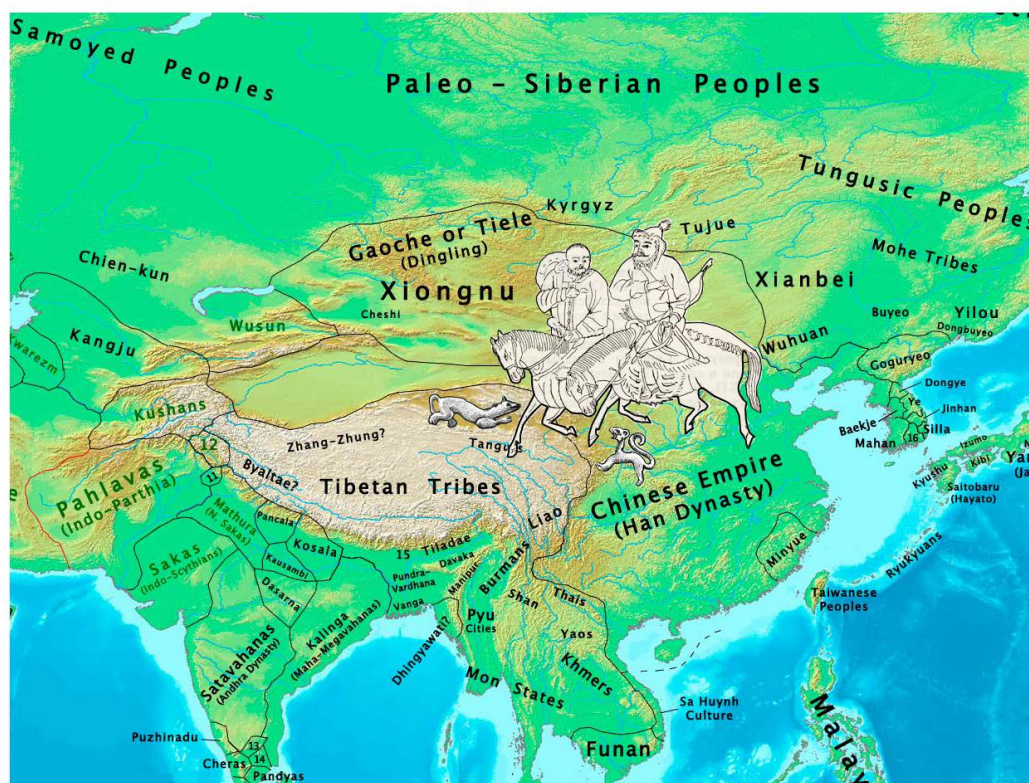 Samoyed Peoples
Paleo – Siberian Peoples
Tungusic Peoples
Kyrgyz
Gaoche or Tiele
(Dingling)
Tujue
Mohe Tribes
Chien-kun
Xiongnu
Xianbei
Cheshi
Wusun
Buyeo
Yilou
Dongbuyeo
Kangju
Wuhuan
Goguryeo
Kushans
Dongye
Ye
Jinhan
Baekje
Silla
Mahan
16
12
Zhang-Zhung?
Izumo
Kibi
Kyushu
11
Byaltae?
Tibetan Tribes
Chinese Empire
(Han Dynasty)
Saitobaru
(Hayato)
Pahlavas
(Indo-Parthia)
Mathura
(N. Sakas)
Pancala
Kosala
Liao
Sakas
(Indo-Scythians)
Kausambi
15
Tiladae
Davaka
Minyue
Ryukyuans
Dasarna
Pundra-
Vardhana
Manipur
Burmans
Vanga
Shan
Thais
Taiwanese
Peoples
Kalinga
(Maha-Megavahanas)
Pyu
Cities
Yaos
Satavahanas
(Andhra Dynasty)
Dhingyawati?
Mon States
Khmers
Sa Huynh
Culture
Puzhinadu
13
14
Cheras
Pandyas
Funan